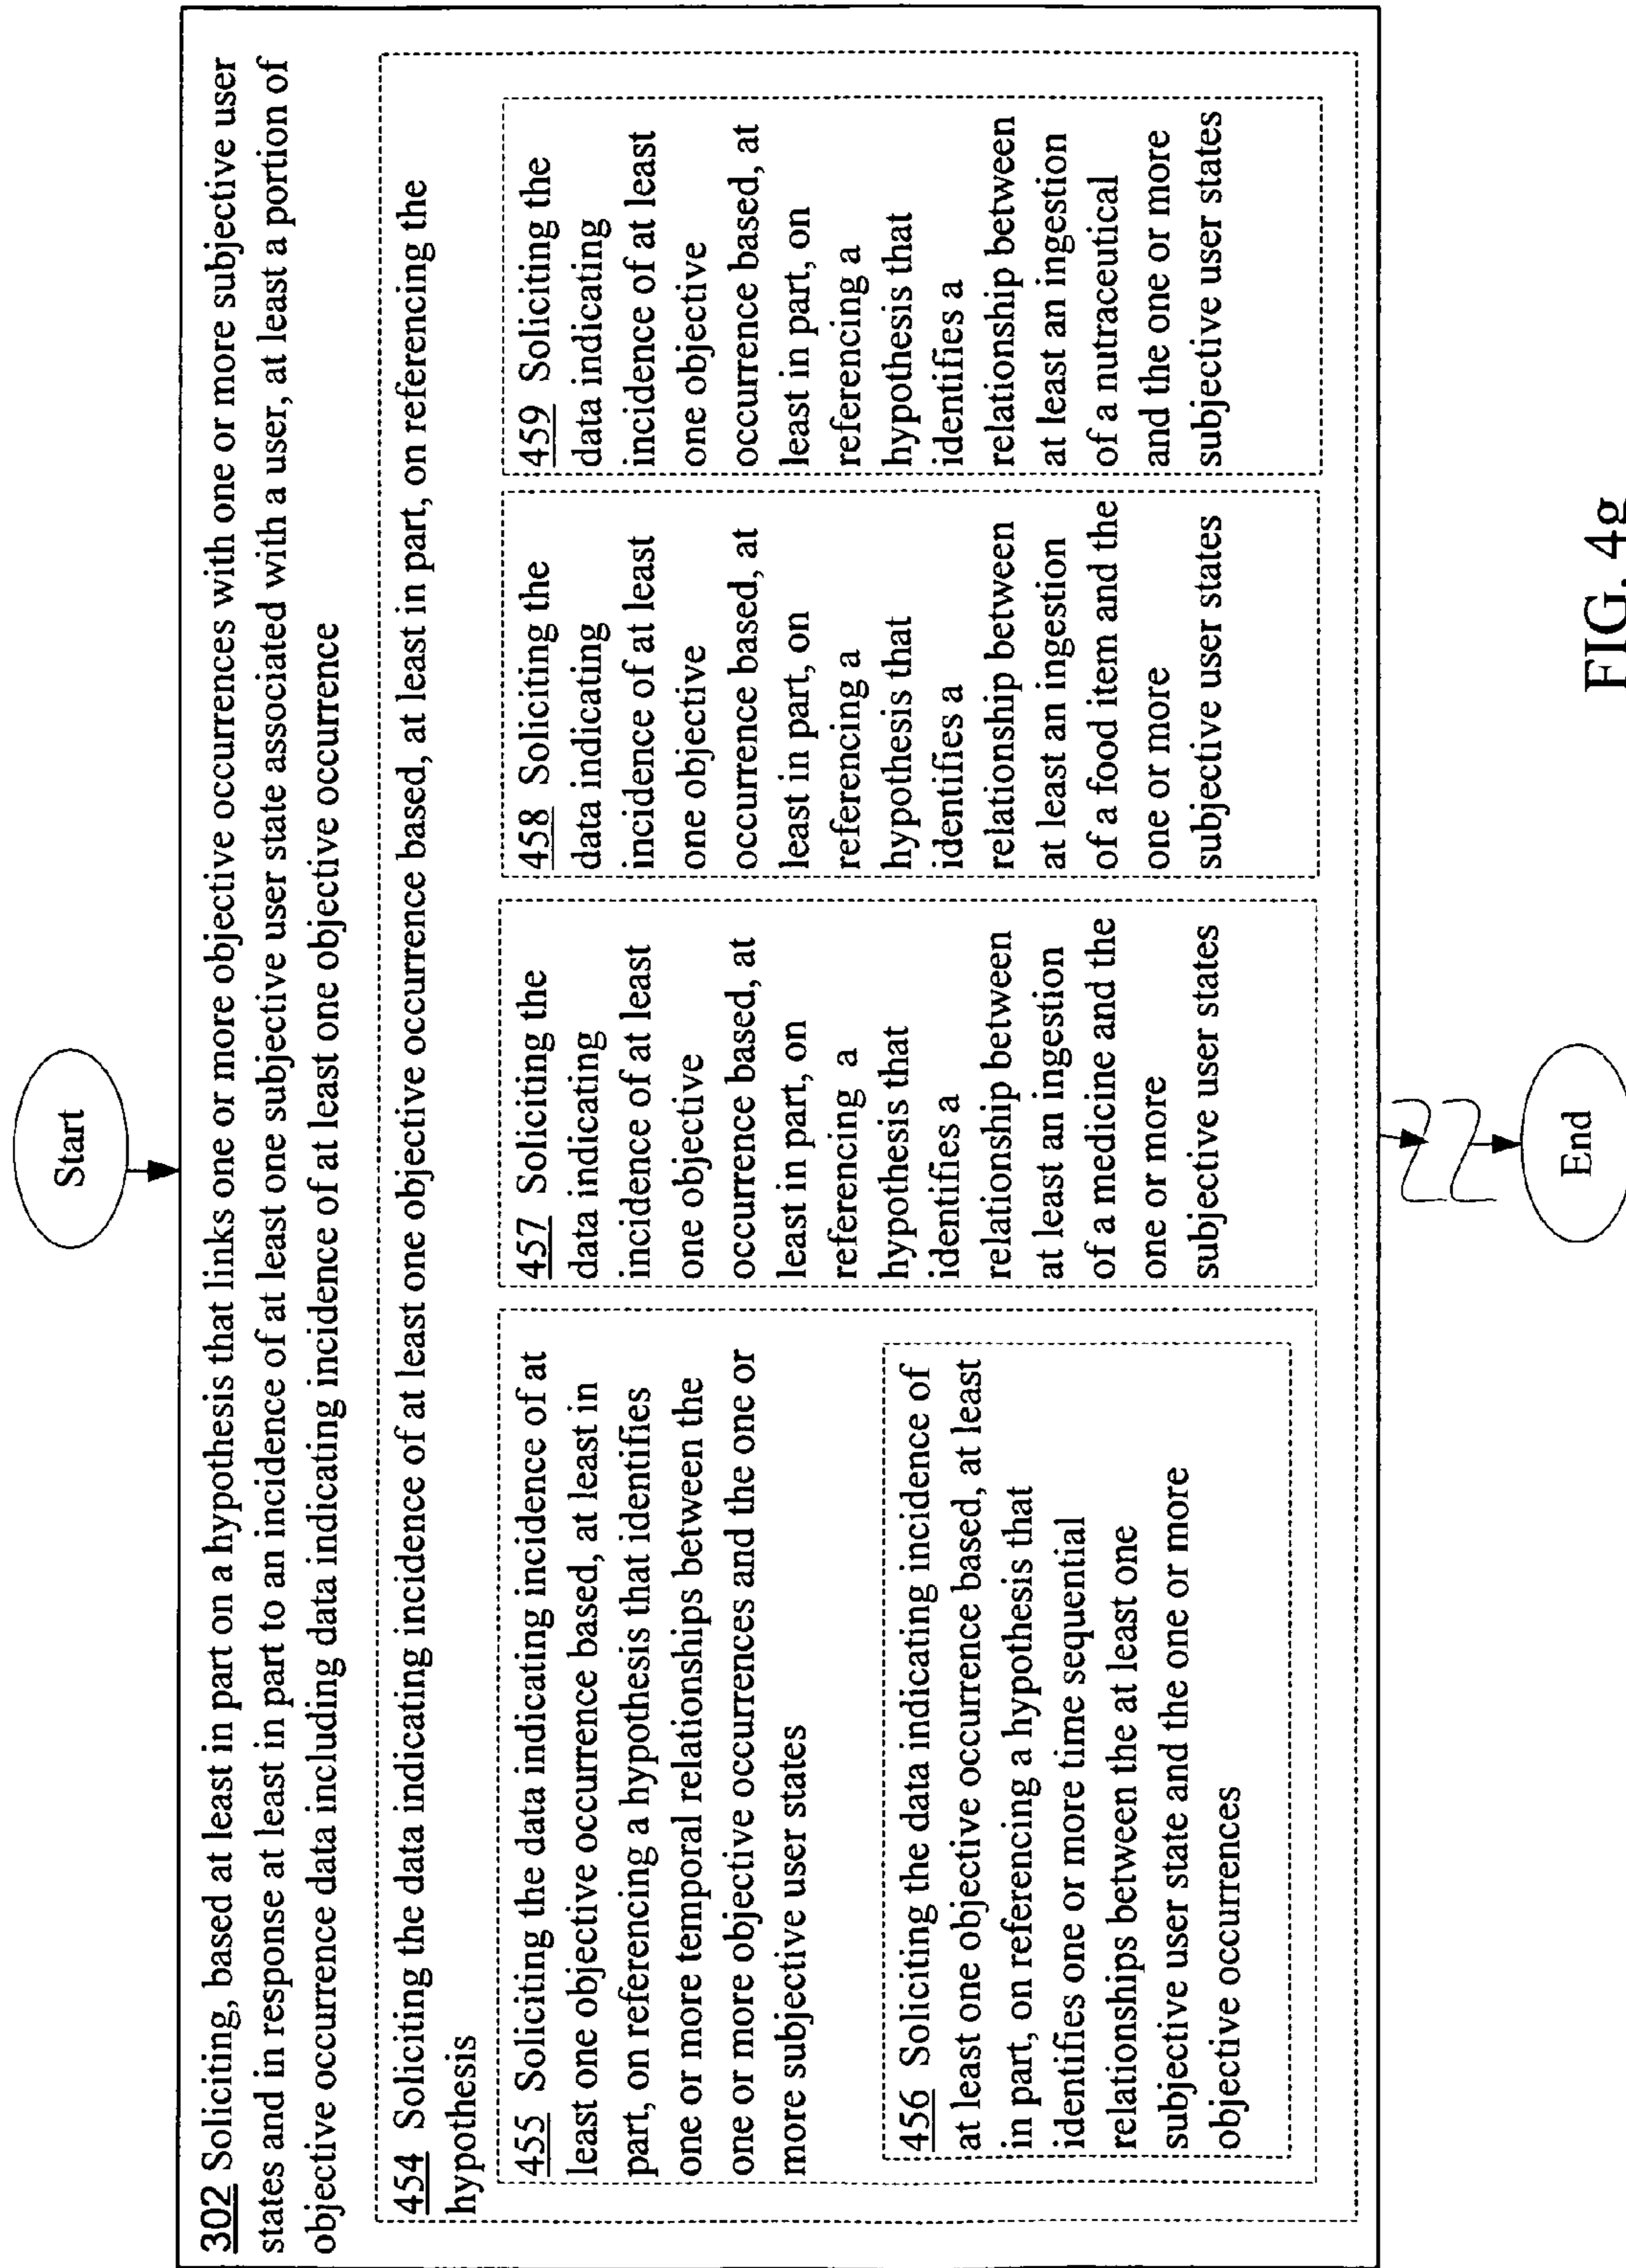 Start
302 Soliciting, based at least in part on a hypothesis that links one or more objective occurrences with one or more subjective user
states and in response at least in part to an incidence of at least one subjective user state associated with a user, at least a portion of
objective occurrence data including data indicating incidence of at least one objective occurrence
454 Soliciting the data indicating incidence of at least one objective occurrence based, at least in part, on referencing the
hypothesis
455 Soliciting the data indicating incidence of at
least one objective occurrence based, at least in
part, on referencing a hypothesis that identifies
one or more temporal relationships between the
one or more objective occurrences and the one or
more subjective user states
456 Soliciting the data indicating incidence of
at least one objective occurrence based, at least
in part, on referencing a hypothesis that
identifies one or more time sequential
relationships between the at least one
subjective user state and the one or more
objective occurrences
457 Soliciting the
data indicating
incidence of at least
one objective
occurrence based, at
least in part, on
referencing a
hypothesis that
identifies a
relationship between
at least an ingestion
of a medicine and the
one or more
subjective user states
458 Soliciting the
data indicating
incidence of at least
one objective
occurrence based, at
least in part, on
referencing a
hypothesis that
identifies a
relationship between
at least an ingestion
of a food item and the
one or more
subjective user states
459 Soliciting the
data indicating
incidence of at least
one objective
occurrence based, at
least in part, on
referencing a
hypothesis that
identifies a
relationship between
at least an ingestion
of a nutraceutical
and the one or more
subjective user states
End
FIG. 4g